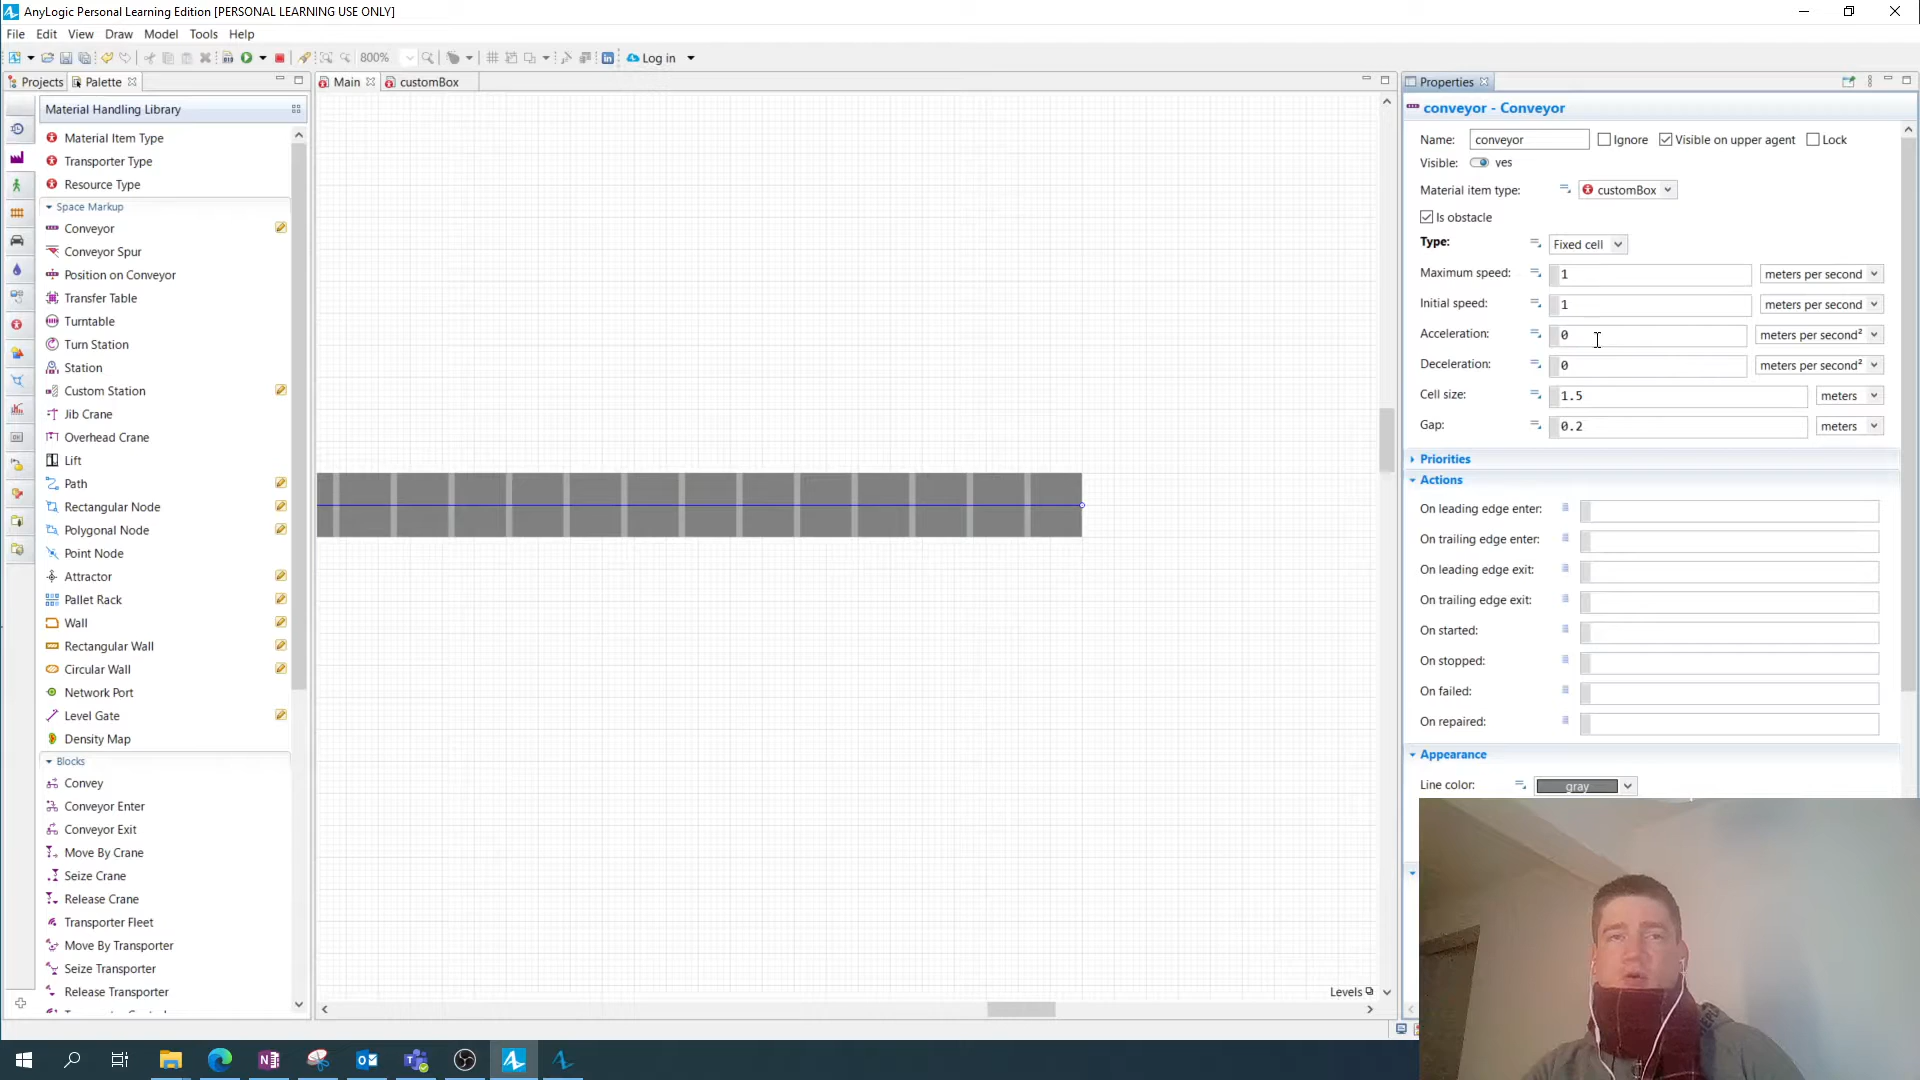 AnyLogic Personal Learning Edition [PERSONAL LEARNING USE ONLY]
File Edit View Draw Model Tools Help
800% Log in
Projects Palette
Main customBox
Properties
Material Handling Library
Material Item Type
Transporter Type
Resource Type
Space Markup
Conveyor
Conveyor Spur
Position on Conveyor
Transfer Table
Turntable
Turn Station
Station
Custom Station
Jib Crane
Overhead Crane
Lift
Path
Rectangular Node
Polygonal Node
Point Node
Attractor
Pallet Rack
Wall
Rectangular Wall
Circular Wall
Network Port
Level Gate
Density Map
Blocks
Convey
Conveyor Enter
Conveyor Exit
Move By Crane
Seize Crane
Release Crane
Transporter Fleet
Move By Transporter
Seize Transporter
Release Transporter
Levels
conveyor - Conveyor
Name: conveyor Ignore Visible on upper agent Lock
Visible: yes
Material item type: customBox
Is obstacle
Type: Fixed cell
Maximum speed: 1 meters per second
Initial speed: 1 meters per second
Acceleration: 0 meters per second²
Deceleration: 0 meters per second²
Cell size: 1.5 meters
Gap: 0.2 meters
Priorities
Actions
On leading edge enter:
On trailing edge enter:
On leading edge exit:
On trailing edge exit:
On started:
On stopped:
On failed:
On repaired:
Appearance
Line color: gray